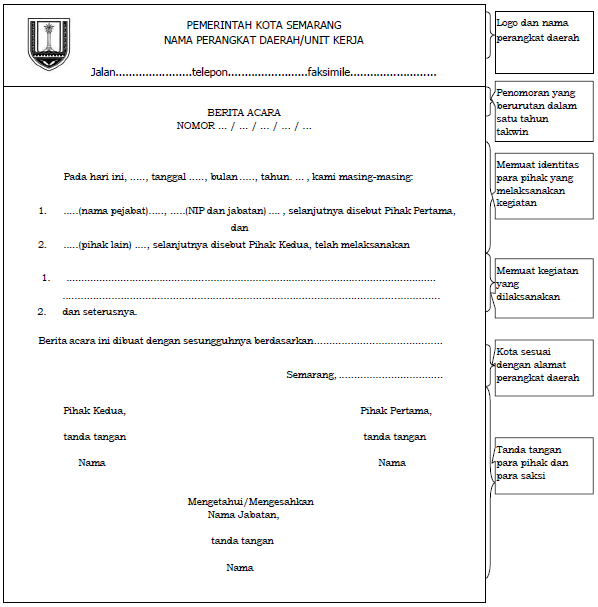 PEMERINTAH KOTA SEMARANG
NAMA PERANGKAT DAERAH/UNIT KERJA
Jalan.......................telepon........................faksimile..........................
BERITA ACARA
NOMOR ... / ... / ... / ... / ...
Pada hari ini, ....., tanggal ....., bulan ....., tahun. ... , kami masing-masing:
1. .....(nama pejabat)....., .....(NIP dan jabatan) .... , selanjutnya disebut Pihak Pertama,
dan
2. .....(pihak lain) ...., selanjutnya disebut Pihak Kedua, telah melaksanakan
1. ..............................................................................................................................
.................................................................................................................................
2. dan seterusnya.
Berita acara ini dibuat dengan sesungguhnya berdasarkan............................................
Semarang, ...................................
Pihak Kedua, Pihak Pertama,
tanda tangan tanda tangan
Nama Nama
Mengetahui/Mengesahkan
Nama Jabatan,
tanda tangan
Nama
Logo dan nama
perangkat daerah
Penomoran yang
berurutan dalam
satu tahun
takwin
Memuat identitas
para pihak yang
melaksanakan
kegiatan
Memuat kegiatan
yang
dilaksanakan
Kota sesuai
dengan alamat
perangkat daerah
Tanda tangan
para pihak dan
para saksi